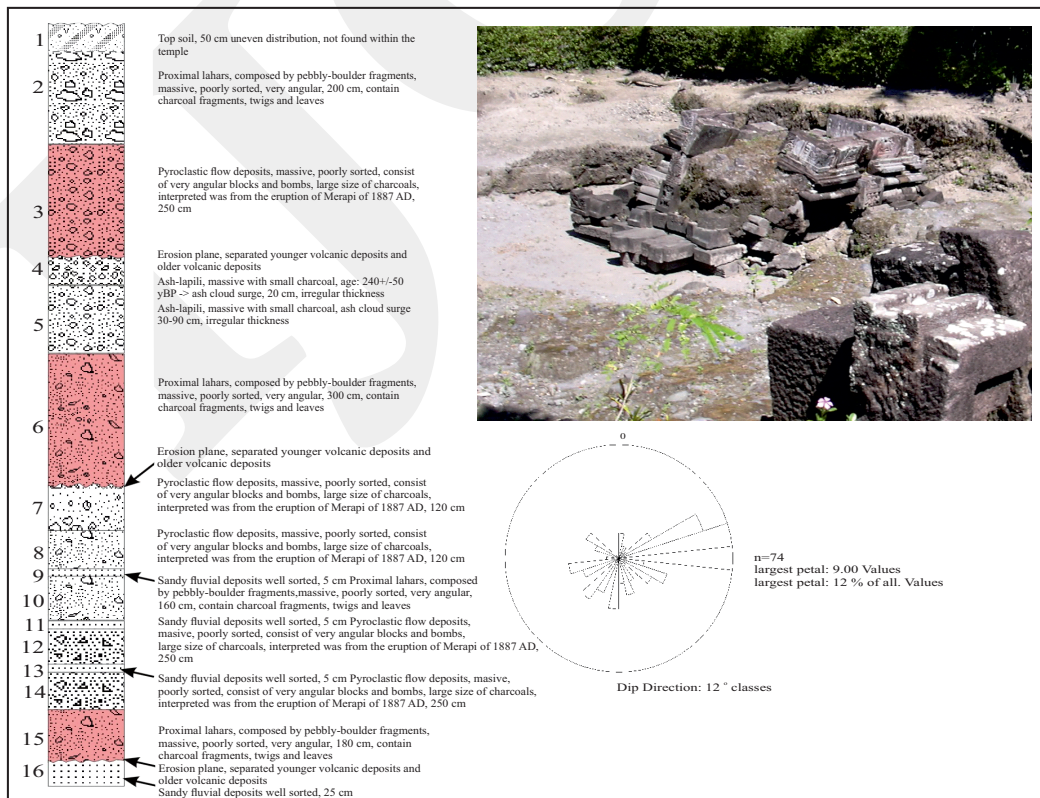 1
Top soil, 50 cm uneven distribution, not found within the
temple
2
Proximal lahars, composed by pebbly-boulder fragments,
massive, poorly sorted, very angular, 200 cm, contain
charcoal fragments, twigs and leaves
3
Pyroclastic flow deposits, massive, poorly sorted, consist
of very angular blocks and bombs, large size of charcoals,
interpreted was from the eruption of Merapi of 1887 AD,
250 cm
4
Erosion plane, separated younger volcanic deposits and
older volcanic deposits
Ash-lapili, massive with small charcoal, age: 240+/-50
yBP -> ash cloud surge, 20 cm, irregular thickness
5
Ash-lapili, massive with small charcoal, ash cloud surge
30-90 cm, irregular thickness
6
Proximal lahars, composed by pebbly-boulder fragments,
massive, poorly sorted, very angular, 300 cm, contain
charcoal fragments, twigs and leaves
Erosion plane, separated younger volcanic deposits and
older volcanic deposits
7
Pyroclastic flow deposits, massive, poorly sorted, consist
of very angular blocks and bombs, large size of charcoals,
interpreted was from the eruption of Merapi of 1887 AD, 120 cm
8
Pyroclastic flow deposits, massive, poorly sorted, consist
of very angular blocks and bombs, large size of charcoals,
interpreted was from the eruption of Merapi of 1887 AD, 120 cm
9
Sandy fluvial deposits well sorted, 5 cm Proximal lahars, composed
by pebbly-boulder fragments,massive, poorly sorted, very angular,
160 cm, contain charcoal fragments, twigs and leaves
10
11
Sandy fluvial deposits well sorted, 5 cm Pyroclastic flow deposits,
masive, poorly sorted, consist of very angular blocks and bombs,
large size of charcoals, interpreted was from the eruption of Merapi of 1887 AD,
250 cm
12
13
Sandy fluvial deposits well sorted, 5 cm Pyroclastic flow deposits, masive,
poorly sorted, consist of very angular blocks and bombs, large size of charcoals,
interpreted was from the eruption of Merapi of 1887 AD, 250 cm
14
15
Proximal lahars, composed by pebbly-boulder fragments,
massive, poorly sorted, very angular, 180 cm, contain
charcoal fragments, twigs and leaves
16
Erosion plane, separated younger volcanic deposits and
older volcanic deposits
Sandy fluvial deposits well sorted, 25 cm
0
n=74
largest petal: 9.00 Values
largest petal: 12 % of all. Values
Dip Direction: 12 ° classes